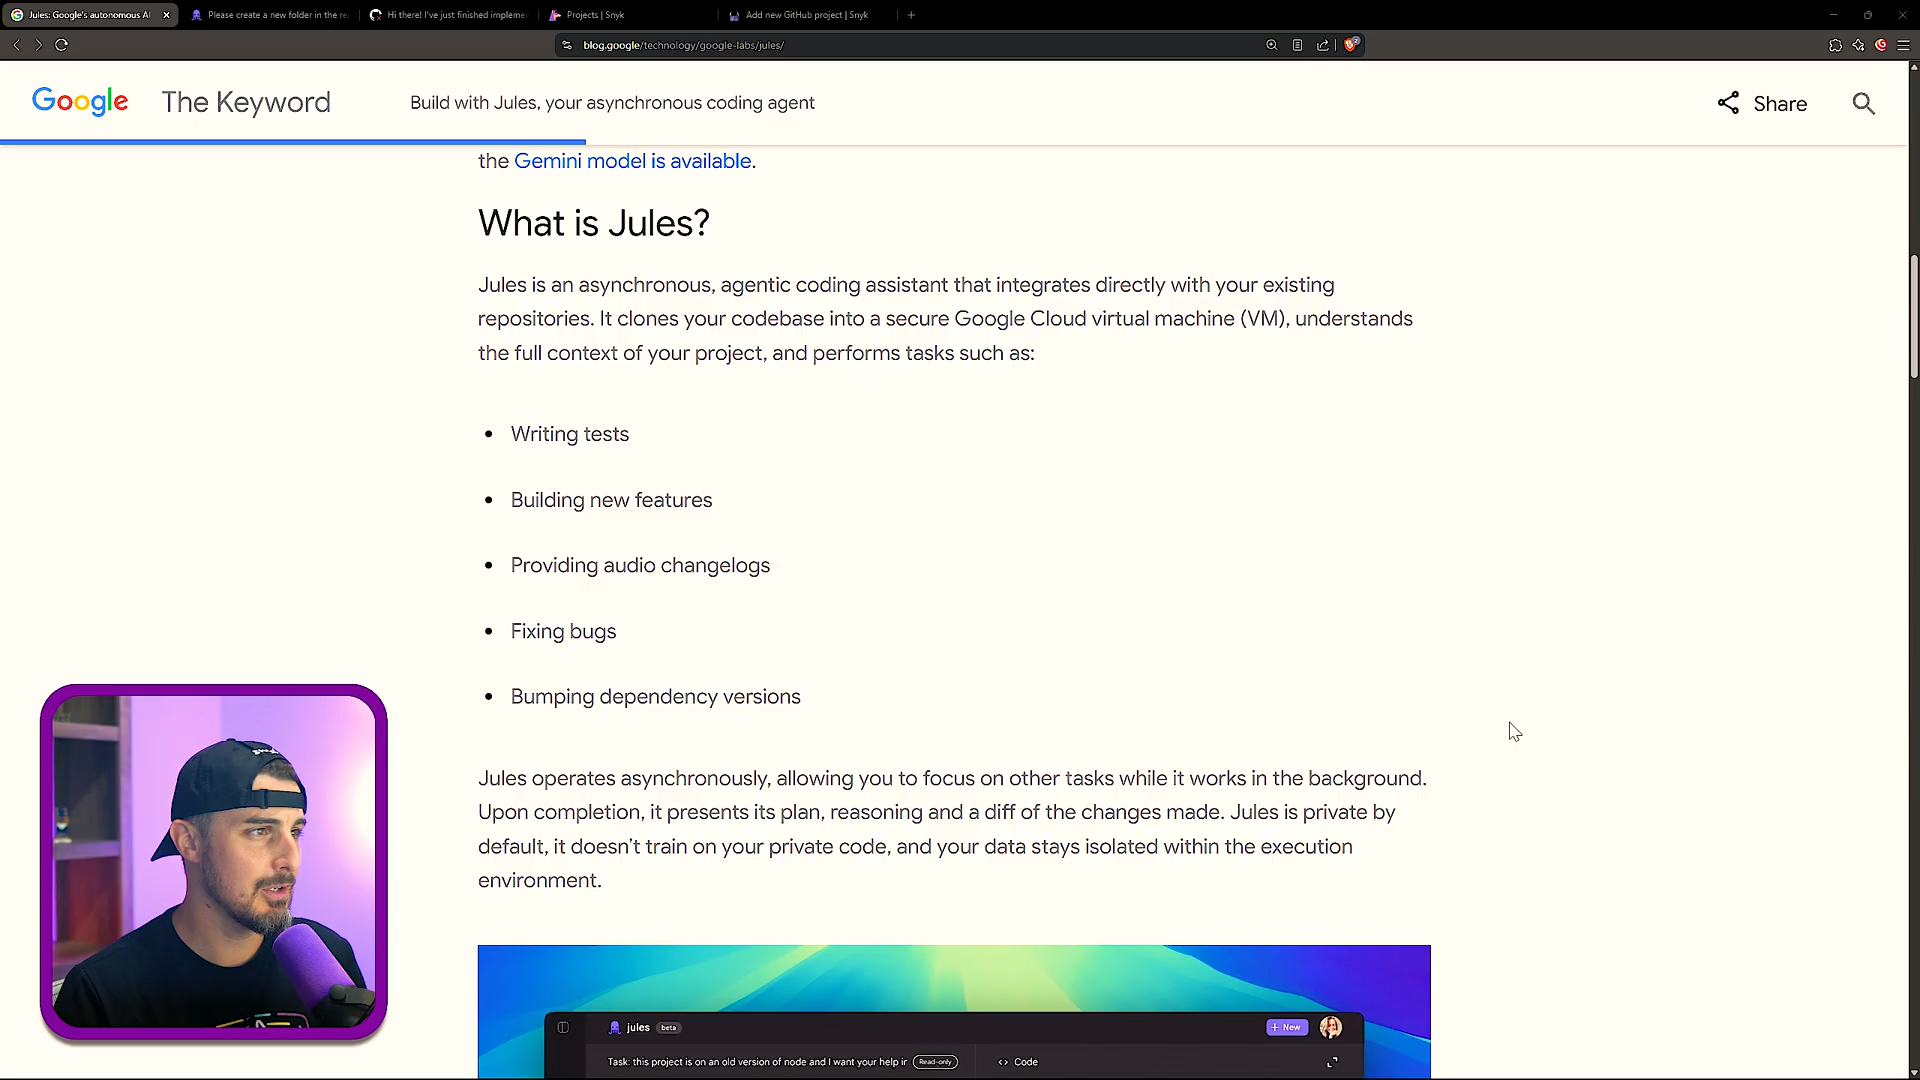 Jules: Google's autonomous AI
Please create a new folder in the re
Hi there! I've just finished impleme
Projects | Snyk
Add new GitHub project | Snyk
blog.google/technology/google-labs/jules/
Google The Keyword
Build with Jules, your asynchronous coding agent
Share
the Gemini model is available.
What is Jules?
Jules is an asynchronous, agentic coding assistant that integrates directly with your existing
repositories. It clones your codebase into a secure Google Cloud virtual machine (VM), understands
the full context of your project, and performs tasks such as:
• Writing tests
• Building new features
• Providing audio changelogs
• Fixing bugs
• Bumping dependency versions
Jules operates asynchronously, allowing you to focus on other tasks while it works in the background.
Upon completion, it presents its plan, reasoning and a diff of the changes made. Jules is private by
default, it doesn't train on your private code, and your data stays isolated within the execution
environment.
jules beta
+ New
Task: this project is on an old version of node and I want your help ir Read-only
<> Code